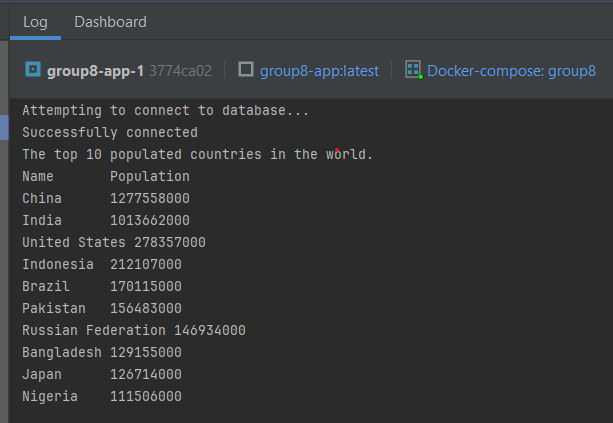 Log Dashboard
group8-app-1 3774ca02 group8-app:latest Docker-compose: group8
Attempting to connect to database...
Successfully connected
The top 10 populated countries in the world.
Name Population
China 1277558000
India 1013662000
United States 278357000
Indonesia 212107000
Brazil 170115000
Pakistan 156483000
Russian Federation 146934000
Bangladesh 129155000
Japan 126714000
Nigeria 111506000